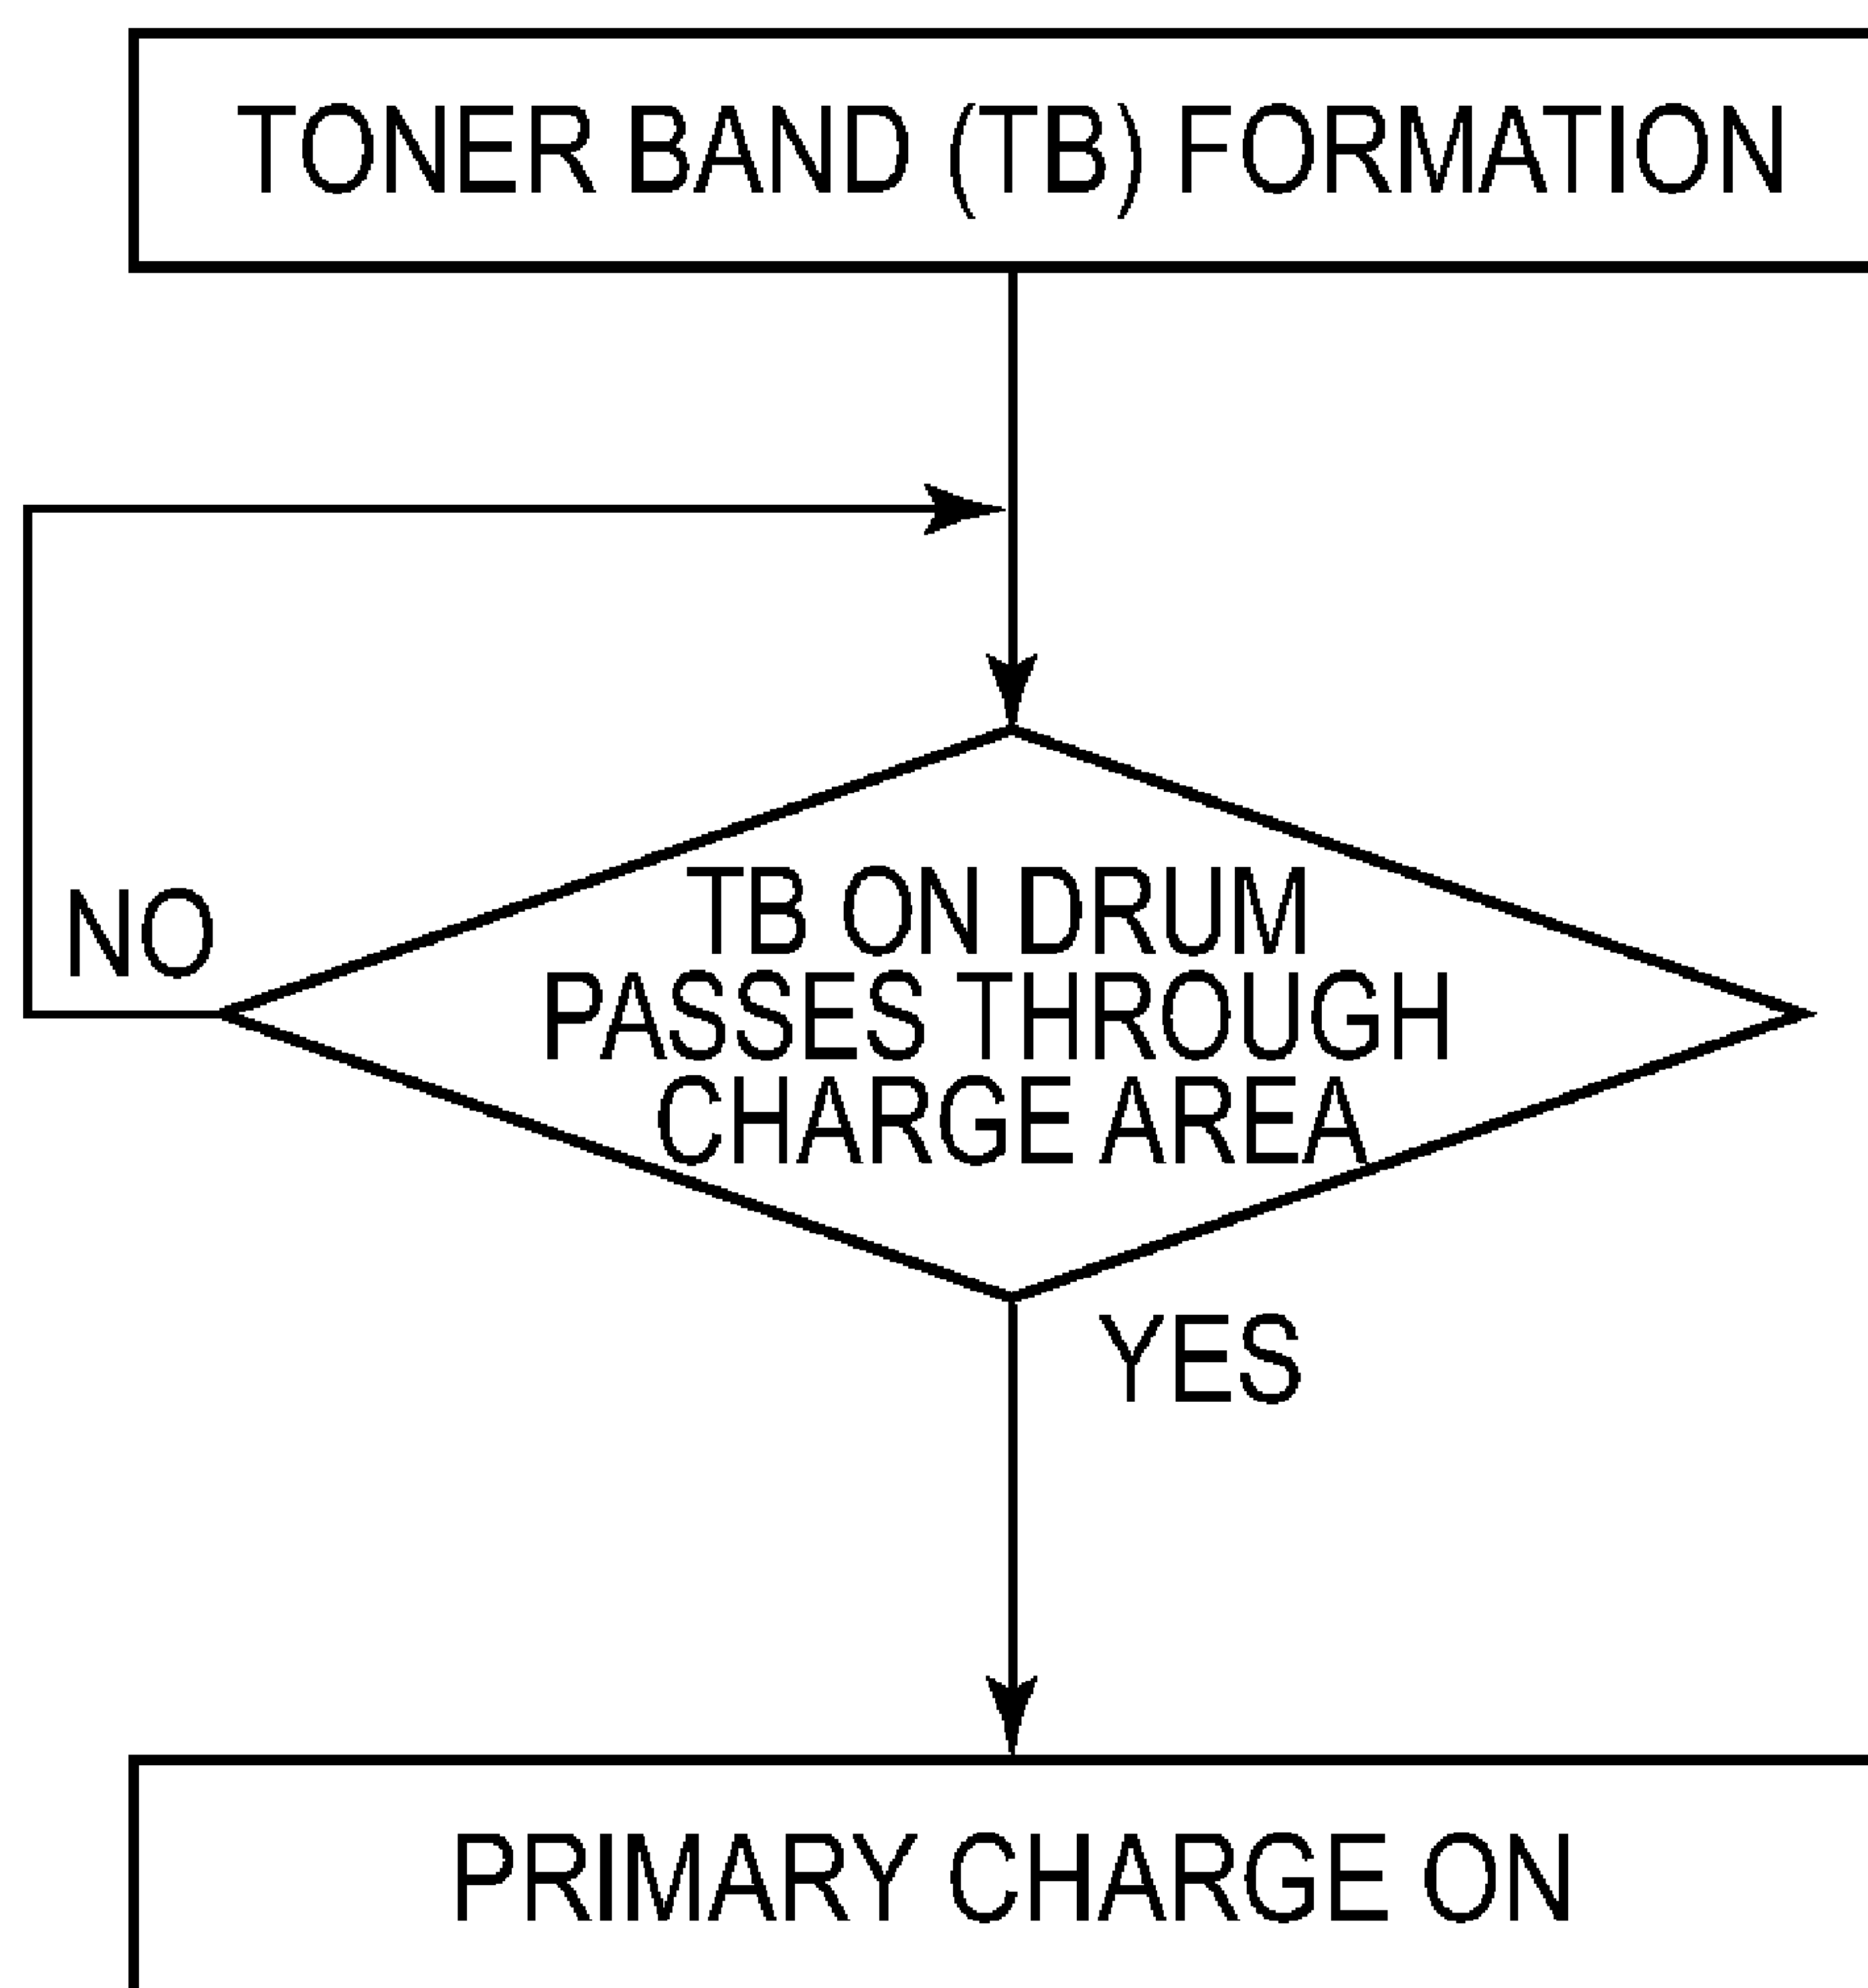 TONER BAND (TB) FORMATION
TB ON DRUM
PASSES THROUGH
CHARGE AREA
NO
YES
PRIMARY CHARGE ON